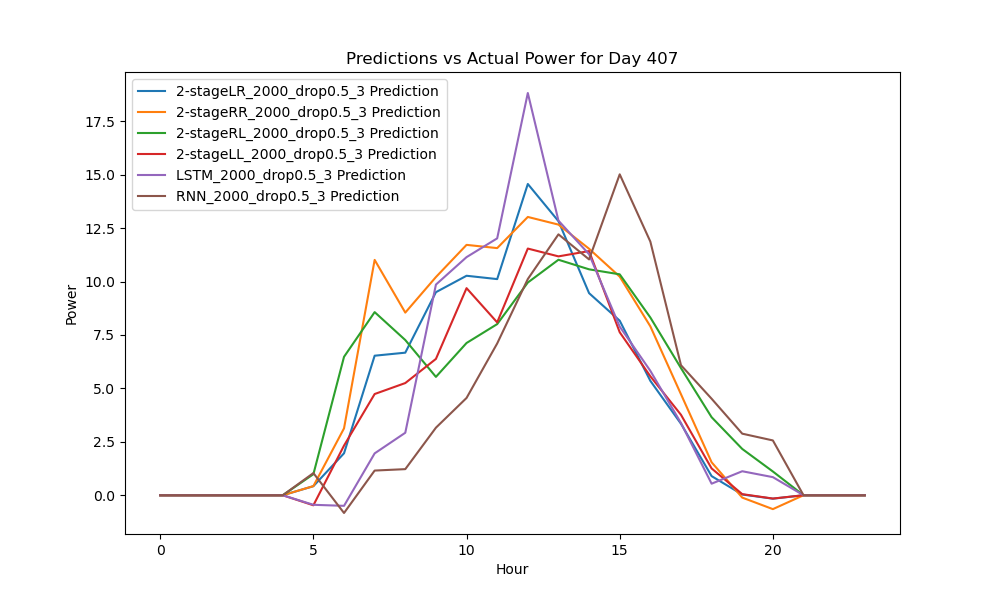 Predictions vs Actual Power for Day 407
2-stageLR_2000_drop0.5_3 Prediction
2-stageRR_2000_drop0.5_3 Prediction
2-stageRL_2000_drop0.5_3 Prediction
2-stageLL_2000_drop0.5_3 Prediction
LSTM_2000_drop0.5_3 Prediction
RNN_2000_drop0.5_3 Prediction
17.5
15.0
12.5
10.0
7.5
5.0
2.5
0.0
Power
0 5 10 15 20
Hour